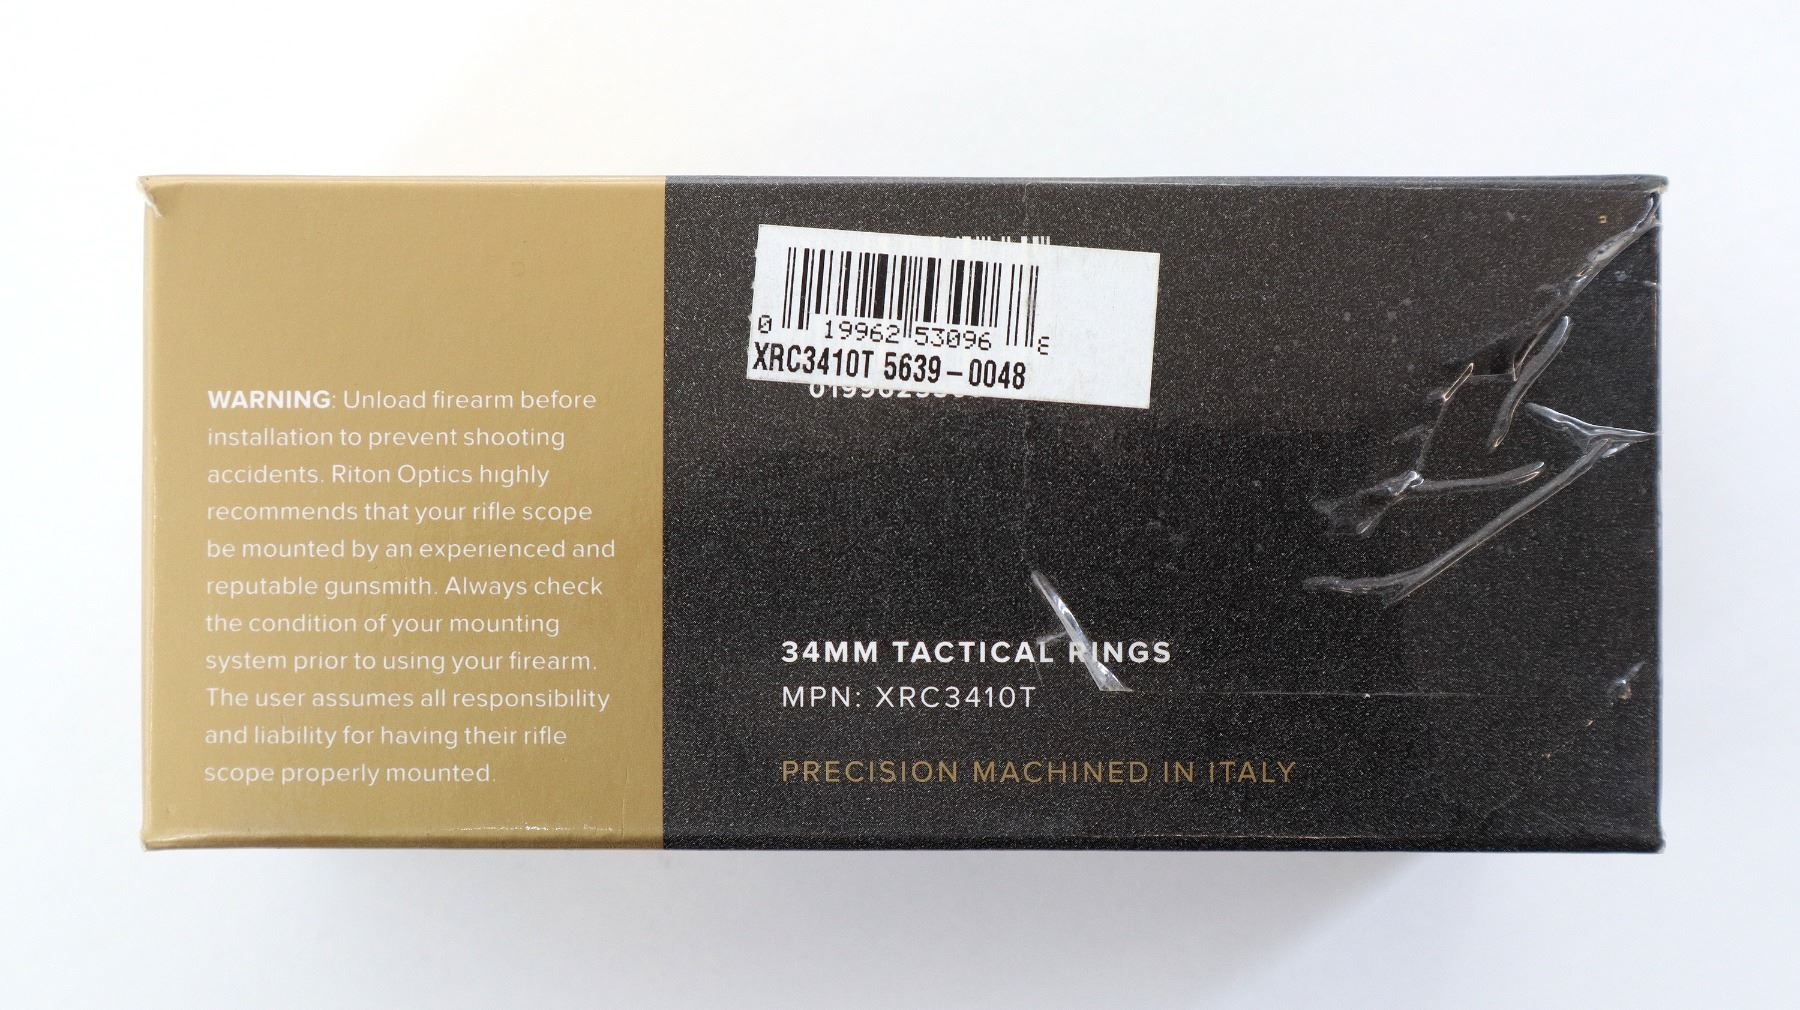 WARNING: Unload firearm before
installation to prevent shooting
accidents. Riton Optics highly
recommends that your rifle scope
be mounted by an experienced and
reputable gunsmith. Always check
the condition of your mounting
system prior to using your firearm.
The user assumes all responsibility
and liability for having their rifle
scope properly mounted.
0 19962 53096 3
XRC3410T 5639-0048
34MM TACTICAL RINGS
MPN: XRC3410T
PRECISION MACHINED IN ITALY